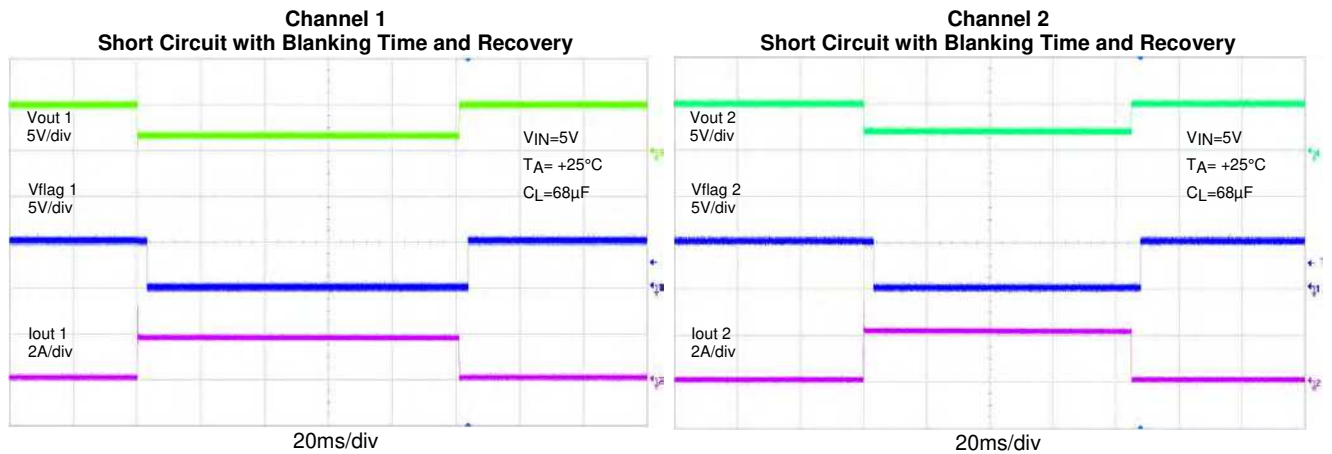 Channel 1
Short Circuit with Blanking Time and Recovery
Vout 1
5V/div
VIN=5V
TA= +25°C
CL=68µF
Vflag 1
5V/div
Iout 1
2A/div
20ms/div
Channel 2
Short Circuit with Blanking Time and Recovery
Vout 2
5V/div
VIN=5V
TA= +25°C
CL=68µF
Vflag 2
5V/div
Iout 2
2A/div
20ms/div